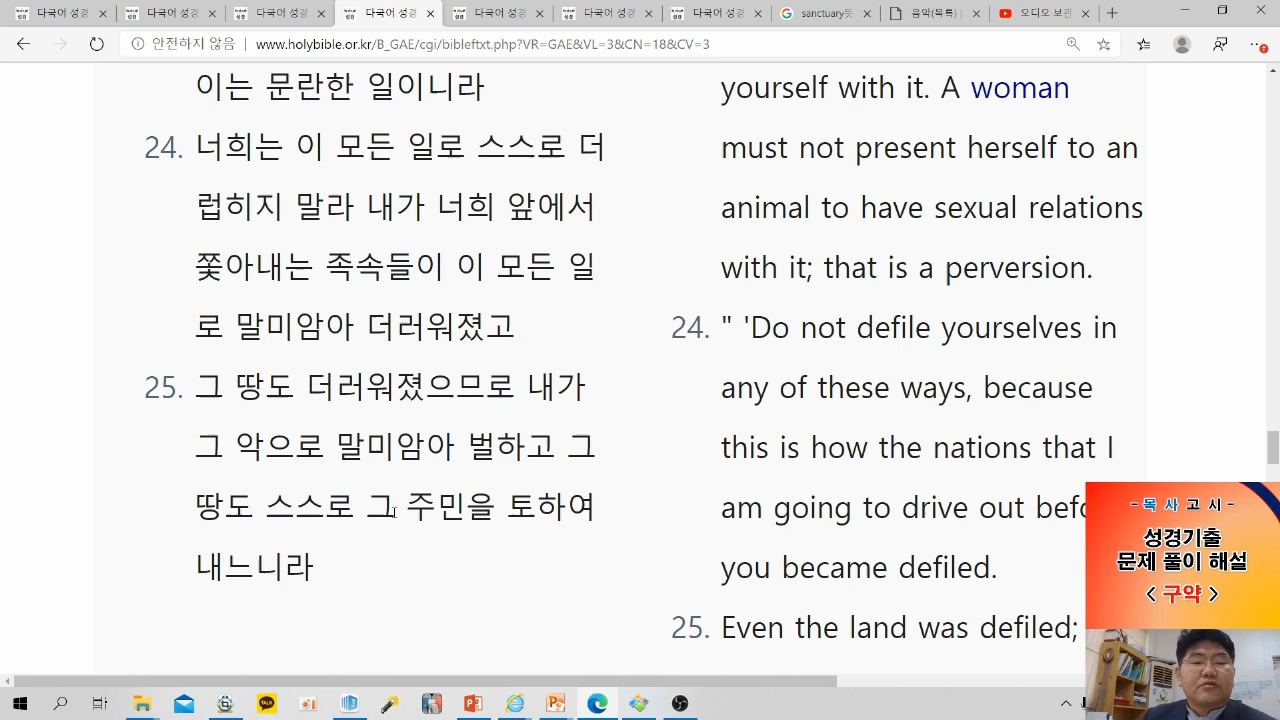 다국어 성경
다국어 성경
다국어 성경
다국어 성경
다국어 성경
다국어 성경
다국어 성경
sanctuary뜻
음악(목록)
오디오 보관
안전하지 않음
www.holybible.or.kr/B_GAE/cgi/bibleftxt.php?VR=GAE&VL=3&CN=18&CV=3
이는 문란한 일이니라
24. 너희는 이 모든 일로 스스로 더
럽히지 말라 내가 너희 앞에서
쫓아내는 족속들이 이 모든 일
로 말미암아 더러워졌고
25. 그 땅도 더러워졌으므로 내가
그 악으로 말미암아 벌하고 그
땅도 스스로 그 주민을 토하여
내느니라
yourself with it. A woman
must not present herself to an
animal to have sexual relations
with it; that is a perversion.
24. " 'Do not defile yourselves in
any of these ways, because
this is how the nations that I
am going to drive out befo
you became defiled.
25. Even the land was defiled;
- 목 사 고 시 -
성경기출
문제 풀이 해설
< 구약 >
TALK